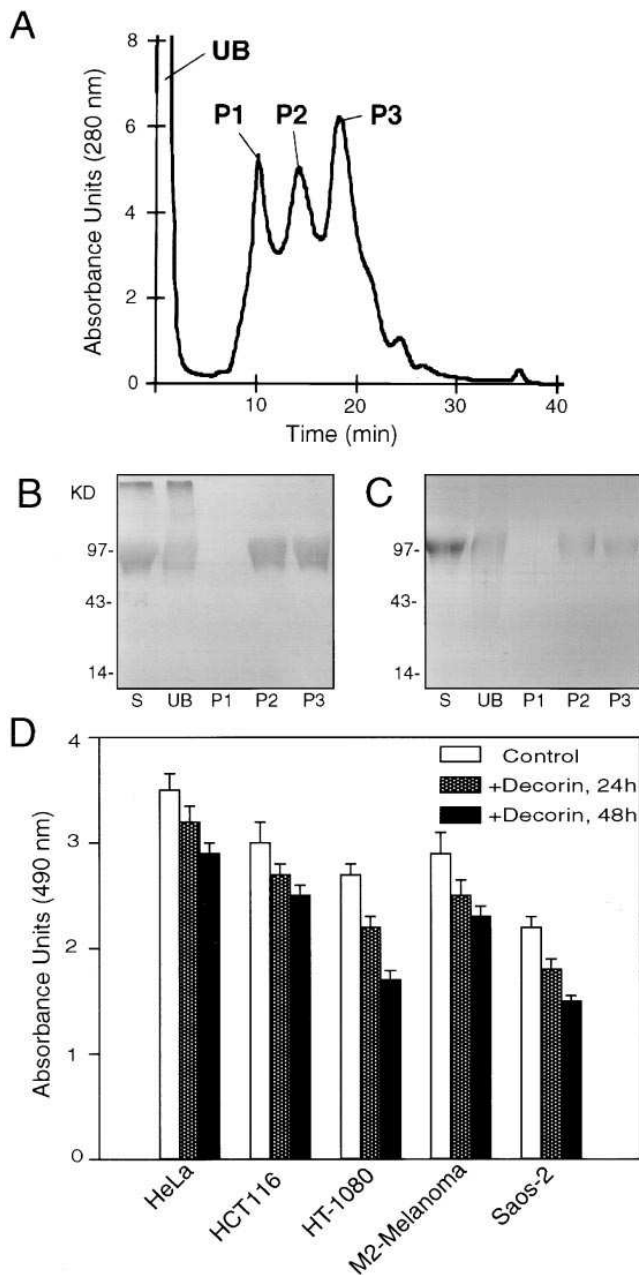 A
Absorbance Units (280 nm)
8
6
4
2
0
UB
P1
P2
P3
10
20
30
40
Time (min)
B
KD
97-
43-
14-
S UB P1 P2 P3
C
97-
43-
14-
S UB P1 P2 P3
D
Absorbance Units (490 nm)
4
3
2
1
0
Control
+Decorin, 24h
+Decorin, 48h
HeLa
HCT116
HT-1080
M2-Melanoma
Saos-2